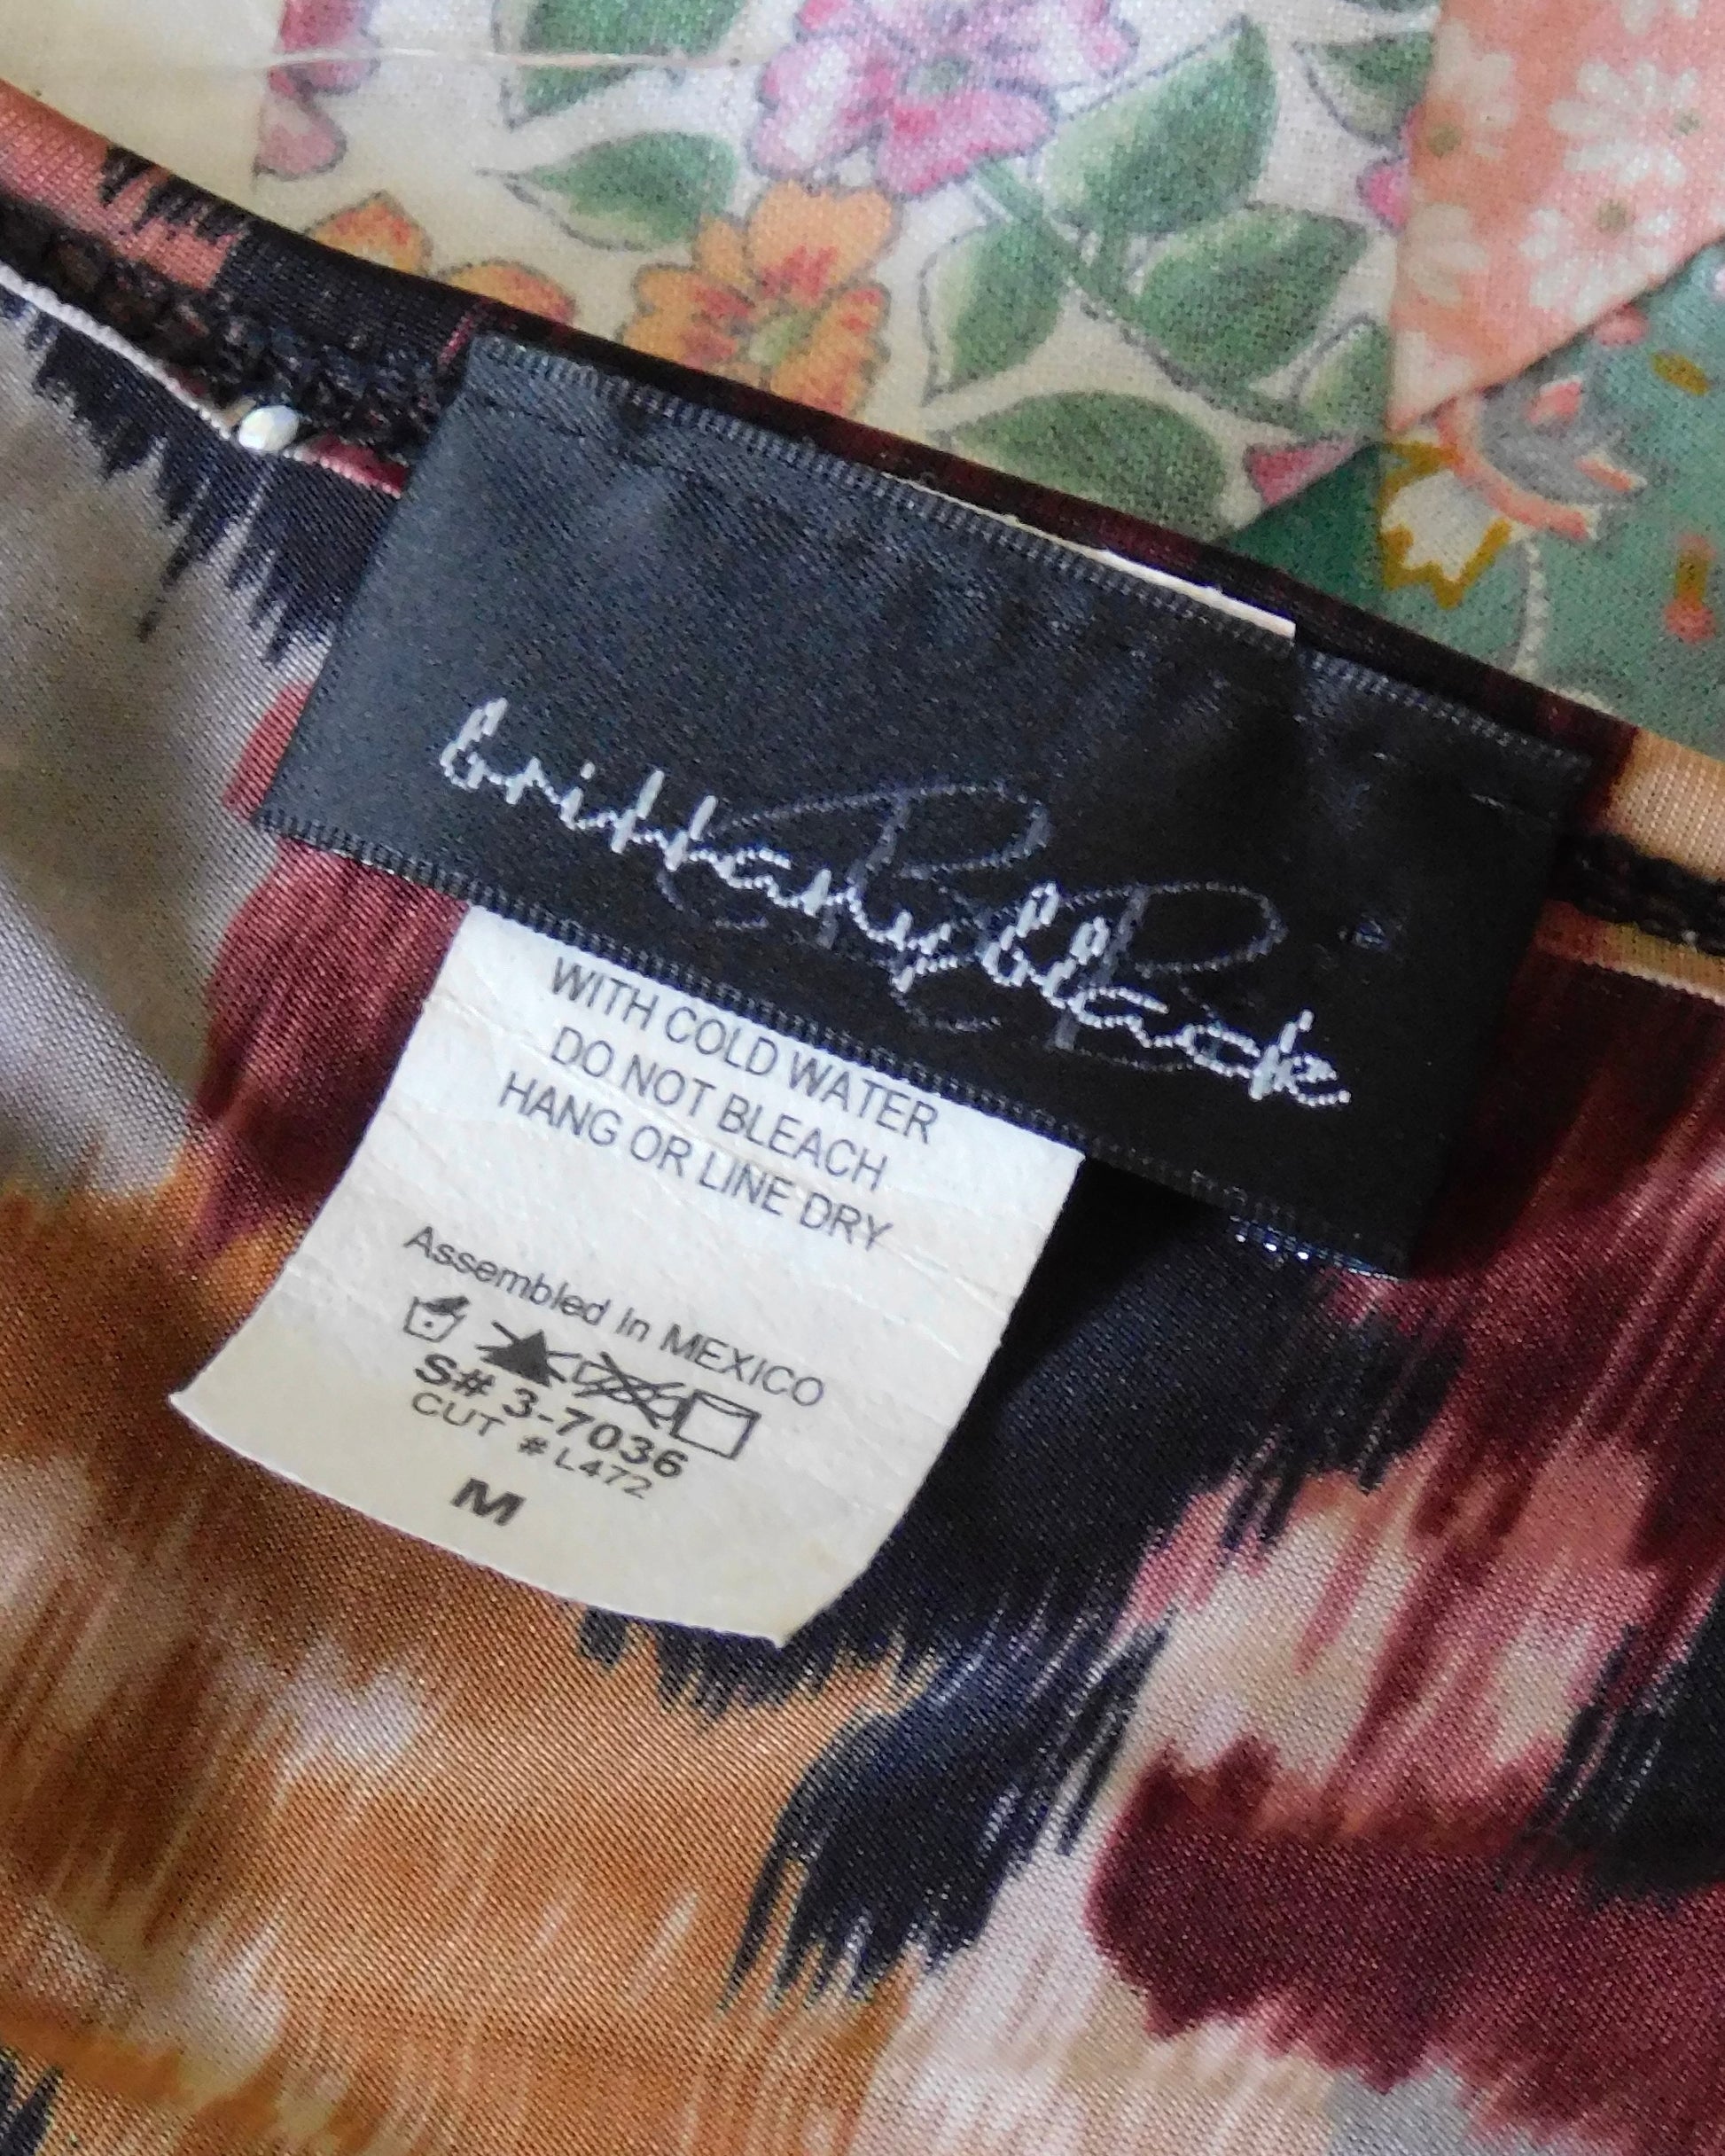 brittany black
BB
WITH COLD WATER
DO NOT BLEACH
HANG OR LINE DRY
Assembled in MEXICO
S# 3-7036
CUT # L472
M